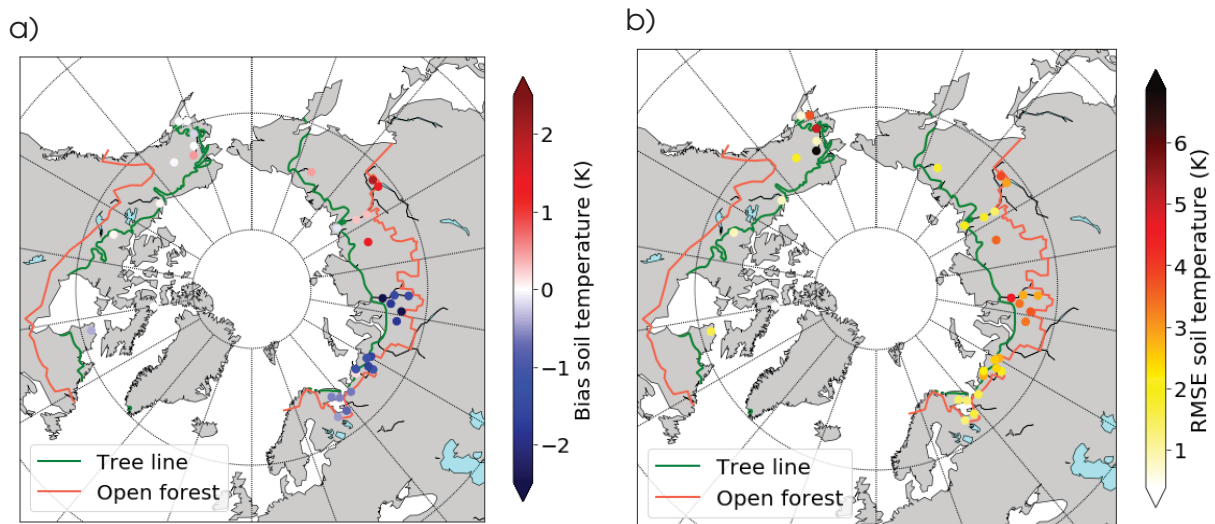 a)
b)
2
1
0
−1
−2
Bias soil temperature (K)
Tree line
Open forest
6
5
4
3
2
1
RMSE soil temperature (K)
Tree line
Open forest